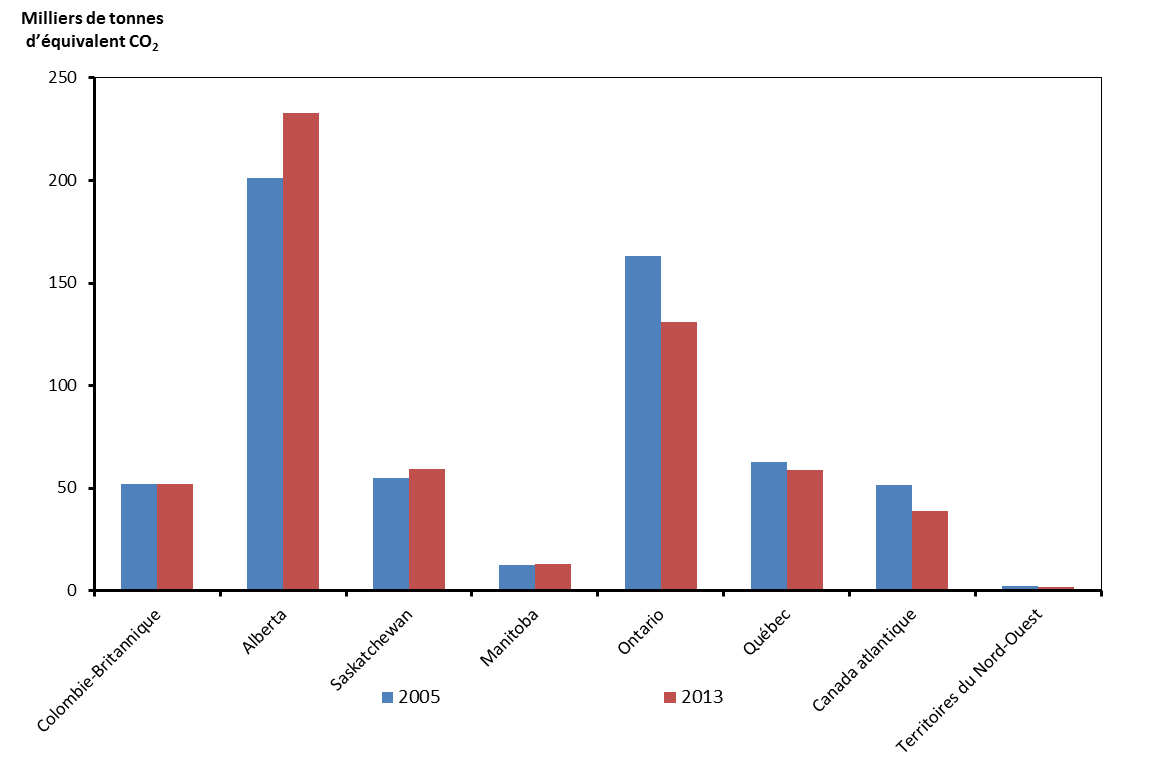 Milliers de tonnes
d’équivalent CO₂
250
200
150
100
50
0
Colombie-Britannique
Alberta
Saskatchewan
Manitoba
Ontario
Québec
Canada atlantique
Territoires du Nord-Ouest
2005
2013